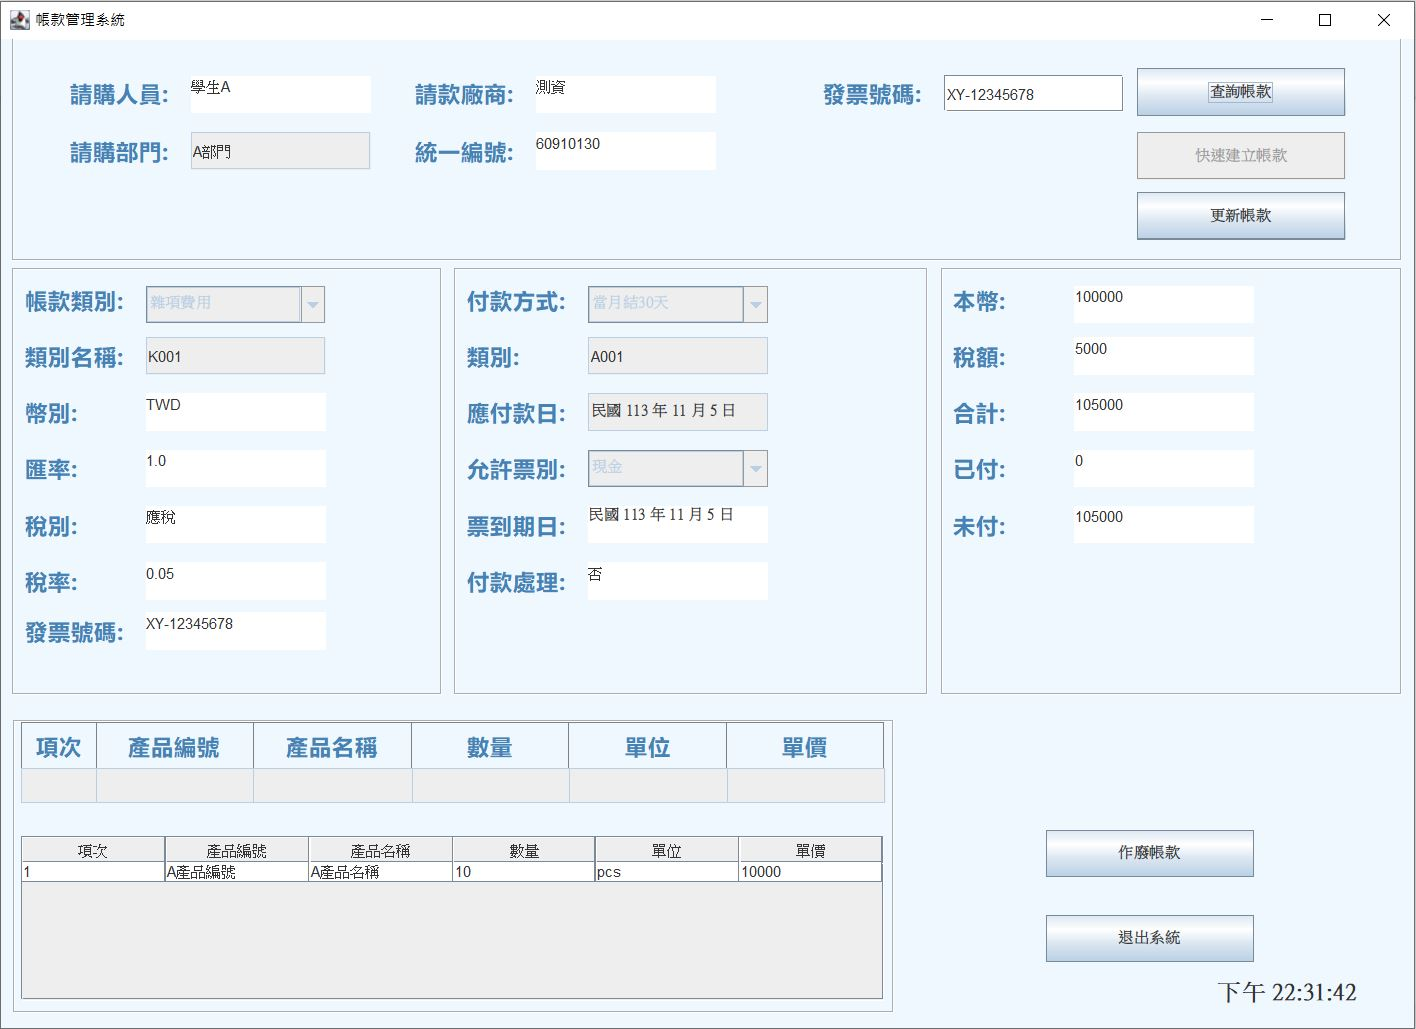 帳款管理系統
請購人員: 學生A 請款廠商: 測資 發票號碼: XY-12345678 查詢帳款
請購部門: A部門 統一編號: 60910130 快速建立帳款
更新帳款
帳款類別: 雜項費用 付款方式: 當月結30天 本幣: 100000
類別名稱: K001 類別: A001 稅額: 5000
幣別: TWD 應付款日: 民國 113 年 11 月 5 日 合計: 105000
匯率: 1.0 允許票別: 現金 已付: 0
稅別: 應稅 票到期日: 民國 113 年 11 月 5 日 未付: 105000
稅率: 0.05 付款處理: 否
發票號碼: XY-12345678
項次 產品編號 產品名稱 數量 單位 單價
項次 產品編號 產品名稱 數量 單位 單價
1 A產品編號 A產品名稱 10 pcs 10000
作廢帳款
退出系統
下午 22:31:42